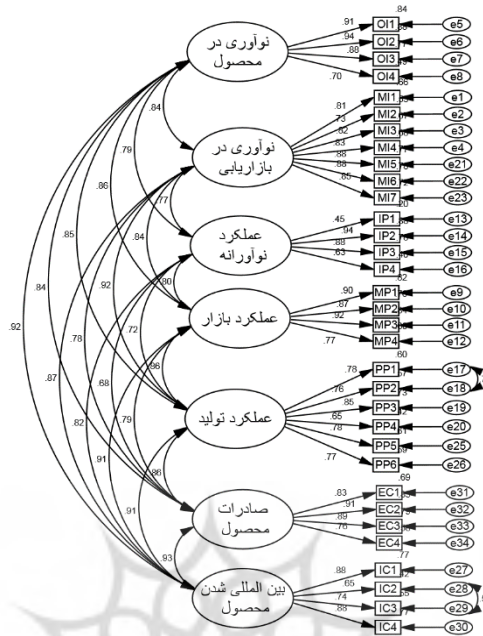 .84
نوآوری در
محصول
.91 OI1 e5
.94 OI2 e6
.88 OI3 e7
.70 OI4 e8
.84
نوآوری در
بازاریابی
.81 MI1 e1
.73 MI2 e2
.62 MI3 e3
.83 MI4 e4
.88 MI5 e21
.88 MI6 e22
.85 MI7 e23
.79
.77
.86
عملکرد
نوآورانه
.45 IP1 e13
.94 IP2 e14
.88 IP3 e15
.63 IP4 e16
.62
.84
.85
.92
.80
عملکرد بازار
.90 MP1 e9
.87 MP2 e10
.92 MP3 e11
.77 MP4 e12
.84
.72
.78
.86
.60
.92
.68
عملکرد تولید
.78 PP1 e17
.76 PP2 e18
.85 PP3 e19
.65 PP4 e20
.78 PP5 e25
.77 PP6 e26
.87
.79
.82
.86
.91
.69
صادرات
محصول
.83 EC1 e31
.91 EC2 e32
.89 EC3 e33
.76 EC4 e34
.91
.93
.77
بین المللی شدن
محصول
.88 IC1 e27
.65 IC2 e28
.74 IC3 e29
.88 IC4 e30